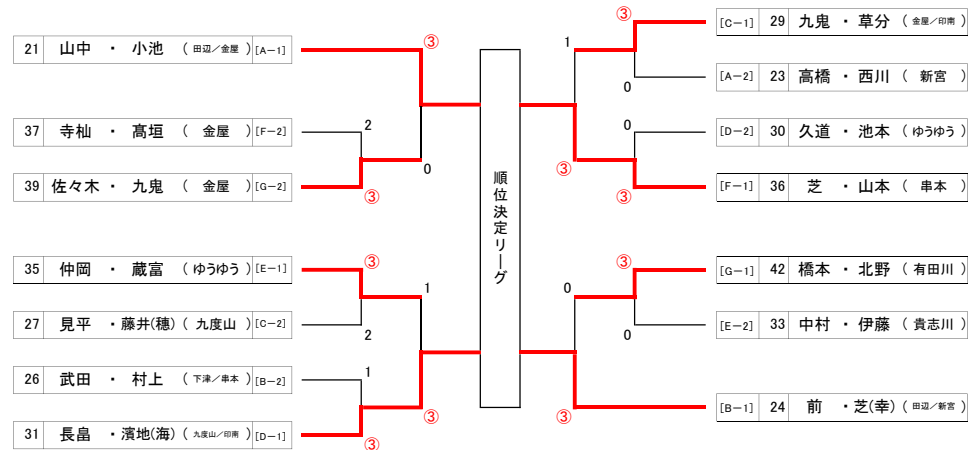 21 山中 ・ 小池 ( 田辺／金屋 ) [A-1] ③
37 寺杣 ・ 髙垣 ( 金屋 ) [F-2] 2
0
39 佐々木 ・ 九鬼 ( 金屋 ) [G-2] ③
35 仲岡 ・ 蔵富 ( ゆうゆう ) [E-1] ③
1
27 見平 ・ 藤井(穂) ( 九度山 ) [C-2] 2
26 武田 ・ 村上 ( 下津／串本 ) [B-2] 1
③
31 長畠 ・ 濱地(海) ( 九度山／印南 ) [D-1] ③
順位決定リーグ
③ [C-1] 29 九鬼 ・ 草分 ( 金屋／印南 )
1
0 [A-2] 23 高橋 ・ 西川 ( 新宮 )
0 [D-2] 30 久道 ・ 池本 ( ゆうゆう )
③
③ [F-1] 36 芝 ・ 山本 ( 串本 )
③ [G-1] 42 橋本 ・ 北野 ( 有田川 )
0
0 [E-2] 33 中村 ・ 伊藤 ( 貴志川 )
③ [B-1] 24 前 ・ 芝(幸) ( 田辺／新宮 )